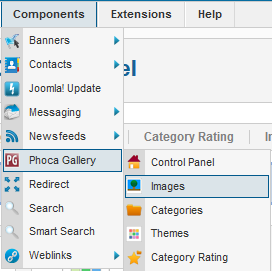 Components Extensions Help
Banners
Contacts
Joomla! Update
Messaging
Newsfeeds
Category Rating
Phoca Gallery
Control Panel
Redirect
Images
Search
Categories
Smart Search
Themes
Weblinks
Category Rating